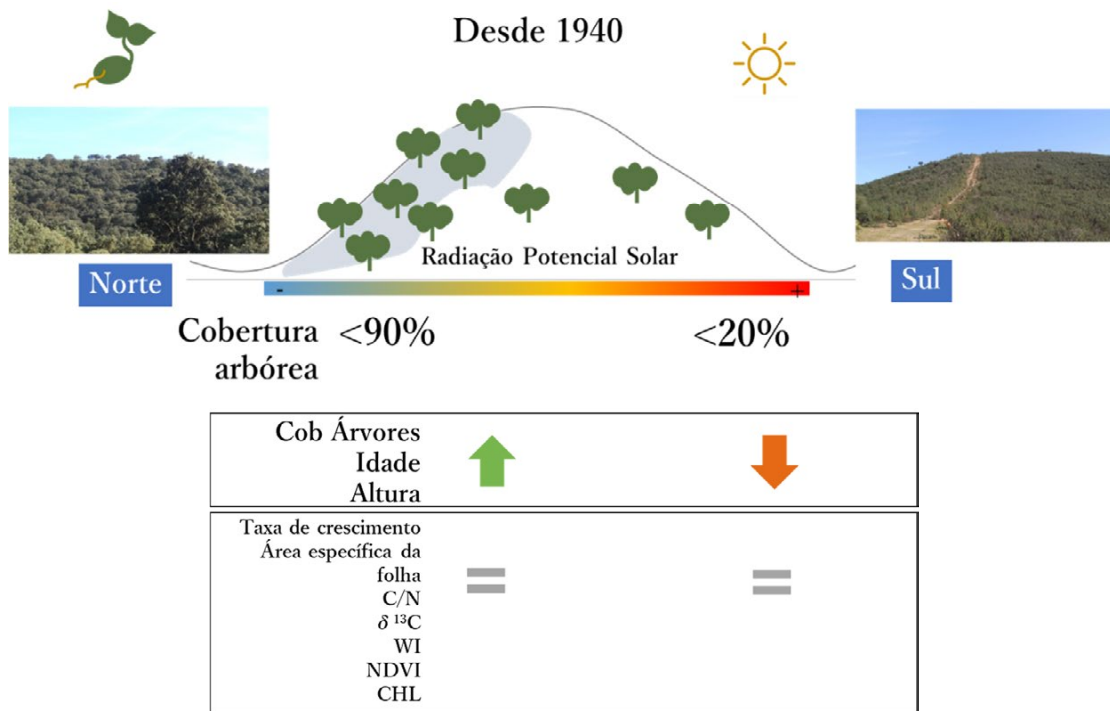 Desde 1940
Radiação Potencial Solar
Norte
Sul
- +
Cobertura <90% <20%
arbórea
Cob Árvores
Idade
Altura
Taxa de crescimento
Área específica da
folha
C/N
δ ¹³C
WI
NDVI
CHL